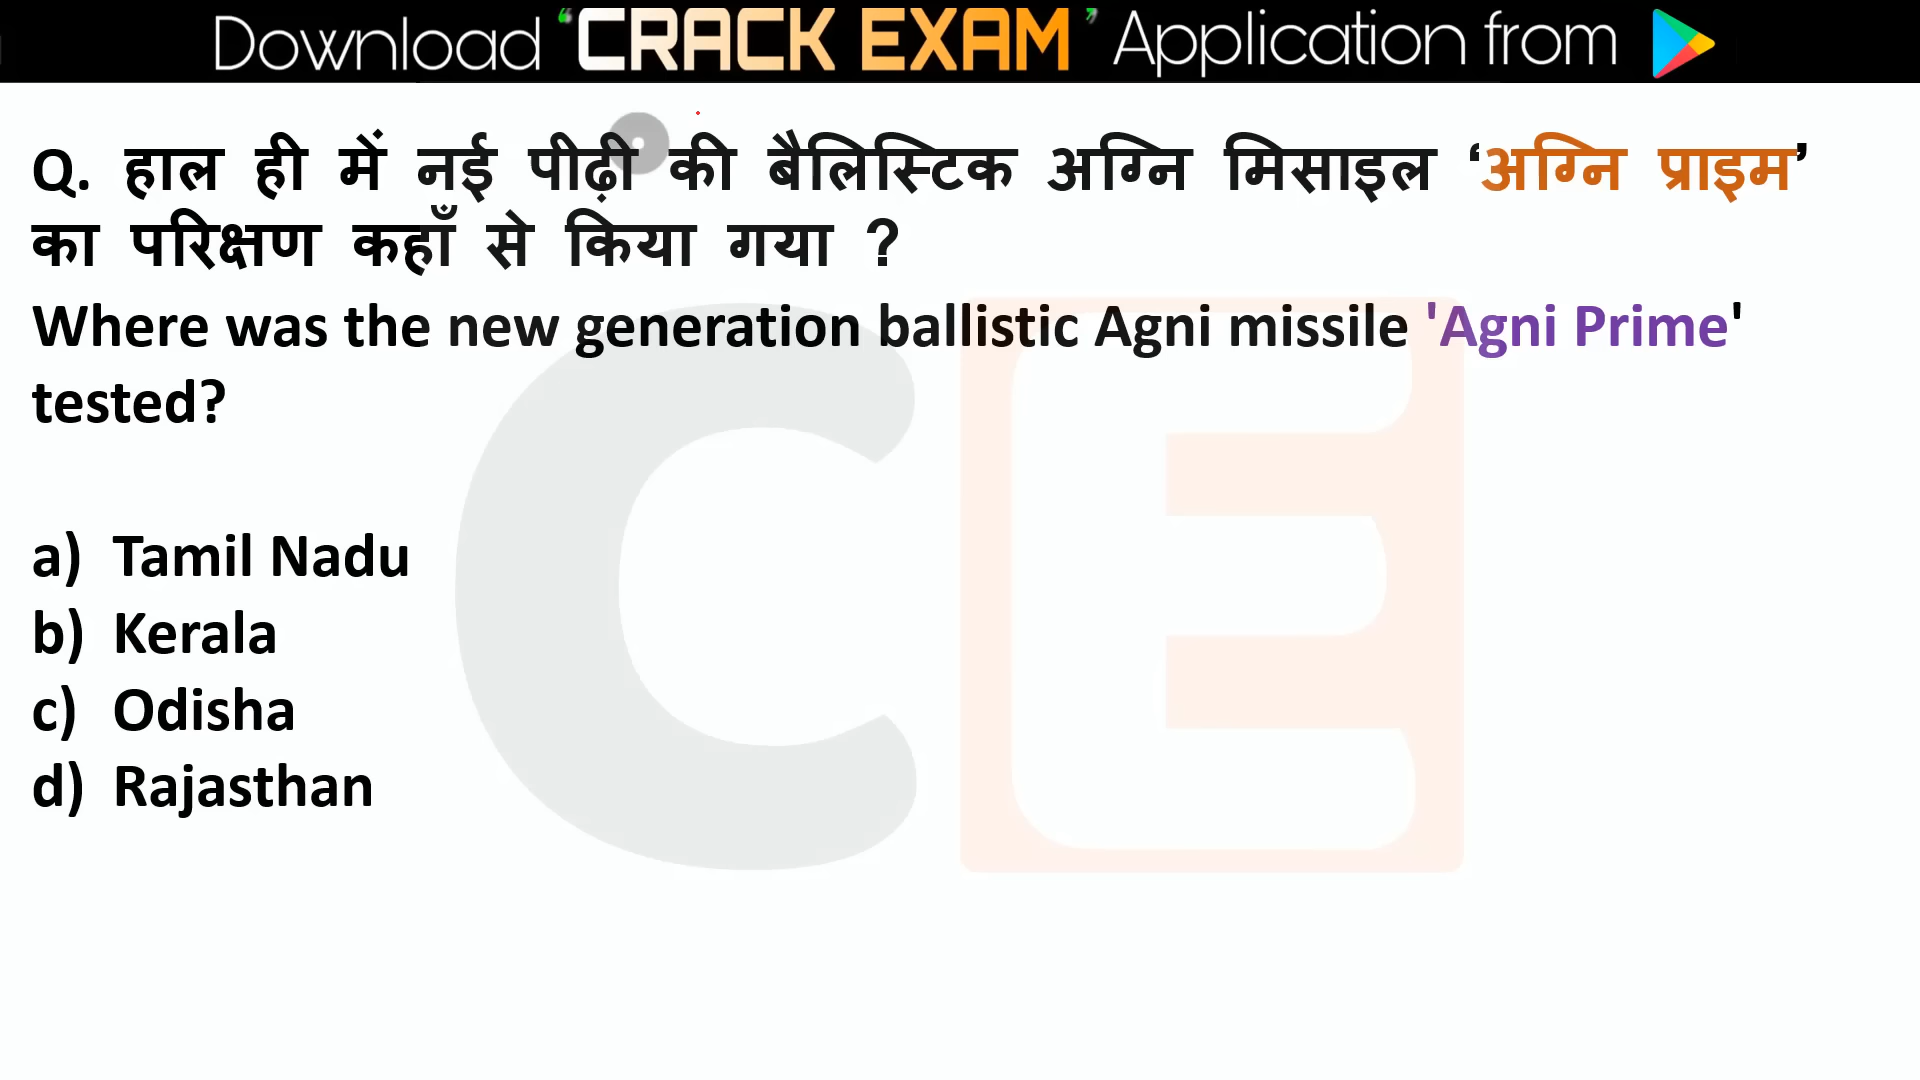 Download ‘CRACK EXAM’ Application from
Q. हाल ही में नई पीढ़ी की बैलिस्टिक अग्नि मिसाइल ‘अग्नि प्राइम’
का परिक्षण कहाँ से किया गया ?
Where was the new generation ballistic Agni missile 'Agni Prime'
tested?
a) Tamil Nadu
b) Kerala
c) Odisha
d) Rajasthan
CE